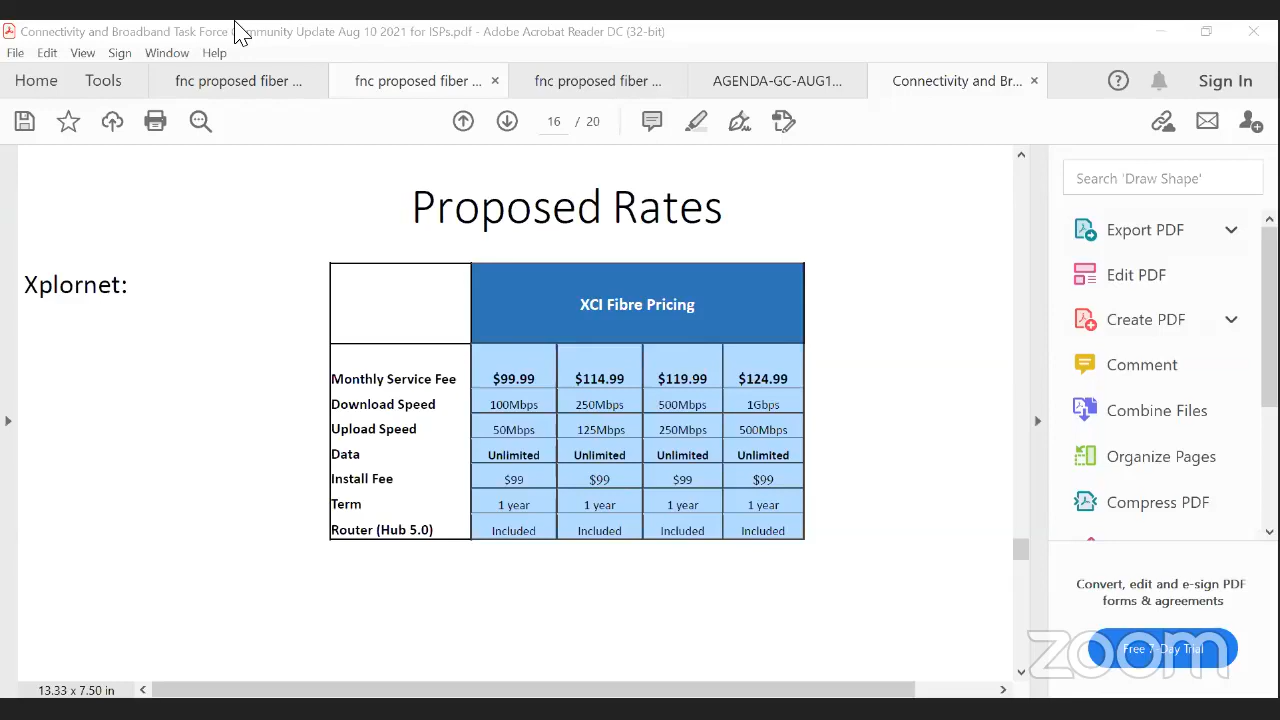 Connectivity and Broadband Task Force Community Update Aug 10 2021 for ISPs.pdf - Adobe Acrobat Reader DC (32-bit)
File Edit View Sign Window Help
Home Tools fnc proposed fiber ... fnc proposed fiber ... × fnc proposed fiber ... AGENDA-GC-AUG1... Connectivity and Br... × Sign In
16 / 20
Search 'Draw Shape'
Proposed Rates
Xplornet:
XCI Fibre Pricing
Monthly Service Fee $99.99 $114.99 $119.99 $124.99
Download Speed 100Mbps 250Mbps 500Mbps 1Gbps
Upload Speed 50Mbps 125Mbps 250Mbps 500Mbps
Data Unlimited Unlimited Unlimited Unlimited
Install Fee $99 $99 $99 $99
Term 1 year 1 year 1 year 1 year
Router (Hub 5.0) Included Included Included Included
Export PDF
Edit PDF
Create PDF
Comment
Combine Files
Organize Pages
Compress PDF
Convert, edit and e-sign PDF
forms & agreements
Free 7-Day Trial
zoom
13.33 x 7.50 in